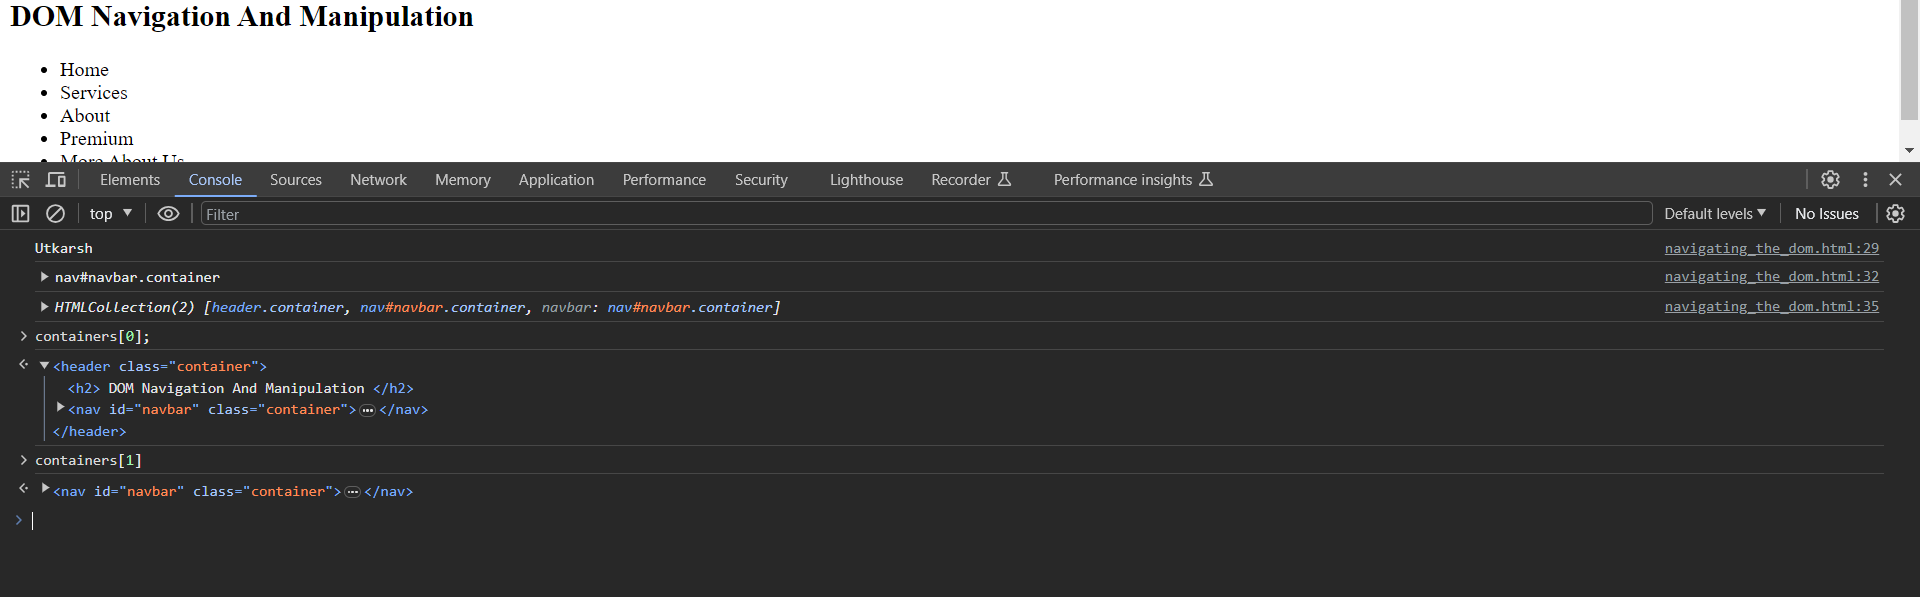 DOM Navigation And Manipulation
Home
Services
About
Premium
More About Us
Elements Console Sources Network Memory Application Performance Security Lighthouse Recorder Performance insights
top Filter Default levels No Issues
Utkarsh navigating_the_dom.html:29
nav#navbar.container navigating_the_dom.html:32
HTMLCollection(2) [header.container, nav#navbar.container, navbar: nav#navbar.container] navigating_the_dom.html:35
containers[0];
<header class="container">
<h2> DOM Navigation And Manipulation </h2>
<nav id="navbar" class="container">…</nav>
</header>
containers[1]
<nav id="navbar" class="container">…</nav>